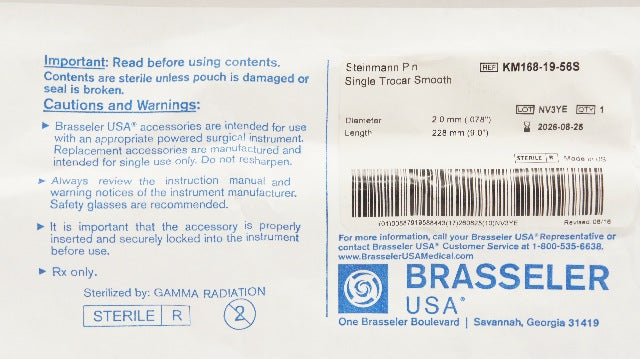 Important: Read before using contents.
Contents are sterile unless pouch is damaged or
seal is broken.
Cautions and Warnings:
▸ Brasseler USA® accessories are intended for use
with an appropriate powered surgical instrument.
Replacement accessories are manufactured and
intended for single use only. Do not resharpen.
▸ Always review the instruction manual and
warning notices of the instrument manufacturer.
Safety glasses are recommended.
▸ It is important that the accessory is properly
inserted and securely locked into the instrument
before use.
▸ Rx only.
Sterilized by: GAMMA RADIATION
STERILE R 2
Steinmann Pin REF KM168-19-56S
Single Trocar Smooth
LOT NV3YE QTY 1
Diameter 2.0 mm (.078") 2026-08-25
Length 228 mm (9.0")
STERILE R Made in US
(01)00887919588443(17)260825(10)NV3YE Revised 08/16
For more information, call your Brasseler USA® Representative or
contact Brasseler USA® Customer Service at 1-800-535-6638.
www.BrasselerUSAMedical.com
BRASSELER
USA®
One Brasseler Boulevard | Savannah, Georgia 31419